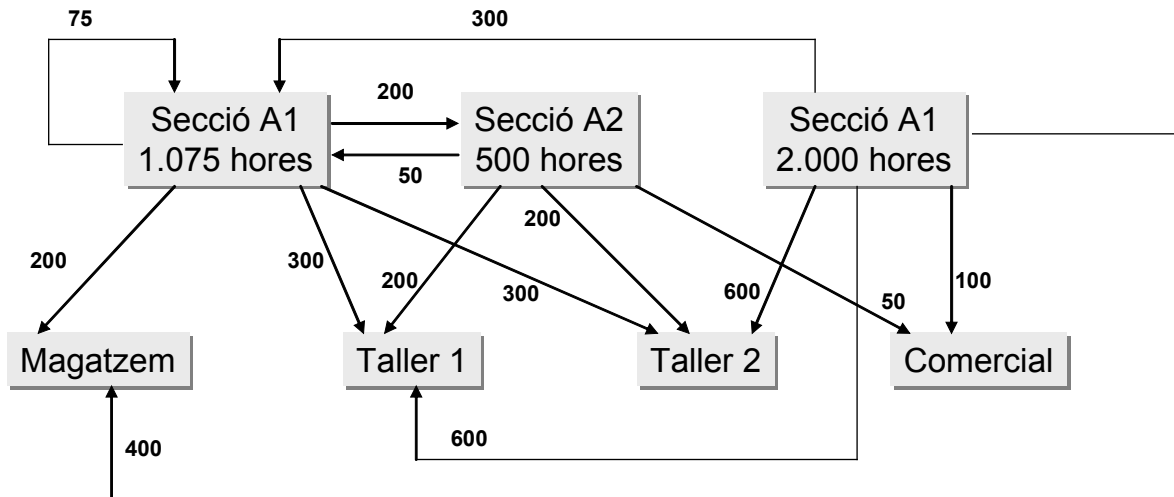 75
300
Secció A1
1.075 hores
200
50
Secció A2
500 hores
Secció A1
2.000 hores
200
300
200
300
200
600
50
100
Magatzem
Taller 1
Taller 2
Comercial
400
600